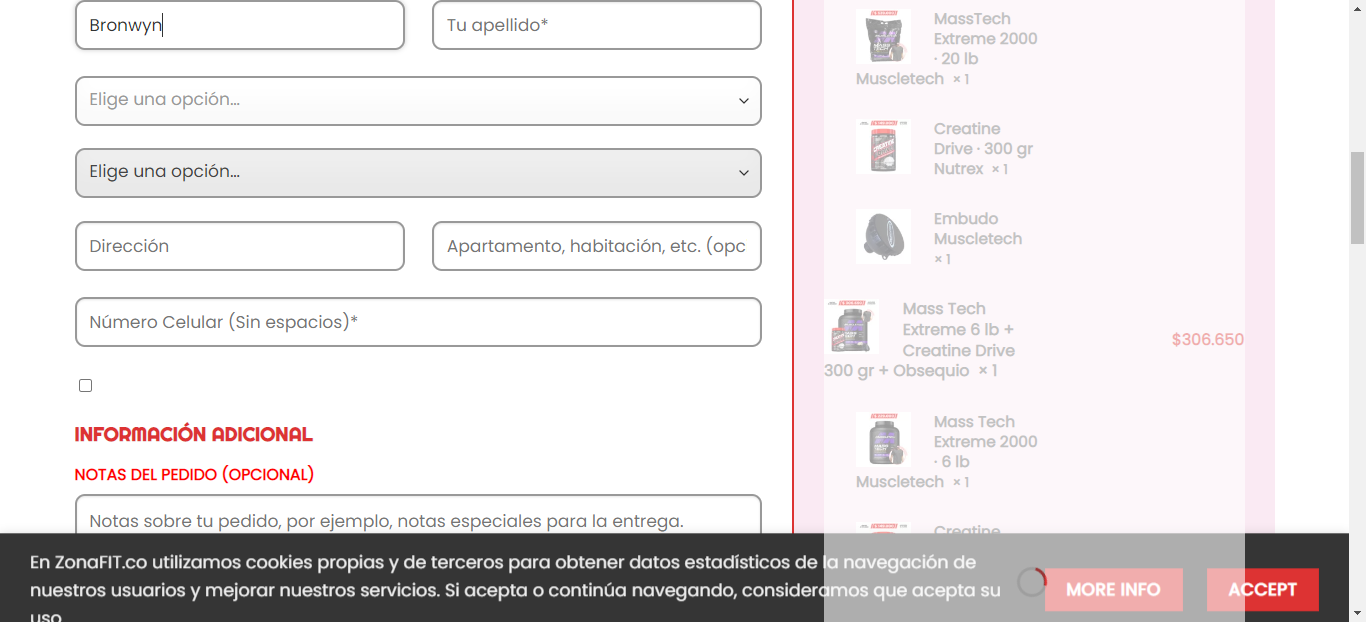 Bronwyn
Tu apellido*
Elige una opción...
Elige una opción...
Dirección
Apartamento, habitación, etc. (opc
Número Celular (Sin espacios)*
INFORMACIÓN ADICIONAL
NOTAS DEL PEDIDO (OPCIONAL)
Notas sobre tu pedido, por ejemplo, notas especiales para la entrega.
MassTech
Extreme 2000
· 20 lb
Muscletech × 1
Creatine
Drive · 300 gr
Nutrex × 1
Embudo
Muscletech
× 1
Mass Tech
Extreme 6 lb +
Creatine Drive
300 gr + Obsequio × 1
$306.650
Mass Tech
Extreme 2000
· 6 lb
Muscletech × 1
Creatine
En ZonaFIT.co utilizamos cookies propias y de terceros para obtener datos estadísticos de la navegación de
nuestros usuarios y mejorar nuestros servicios. Si acepta o continúa navegando, consideramos que acepta su
uso
MORE INFO
ACCEPT